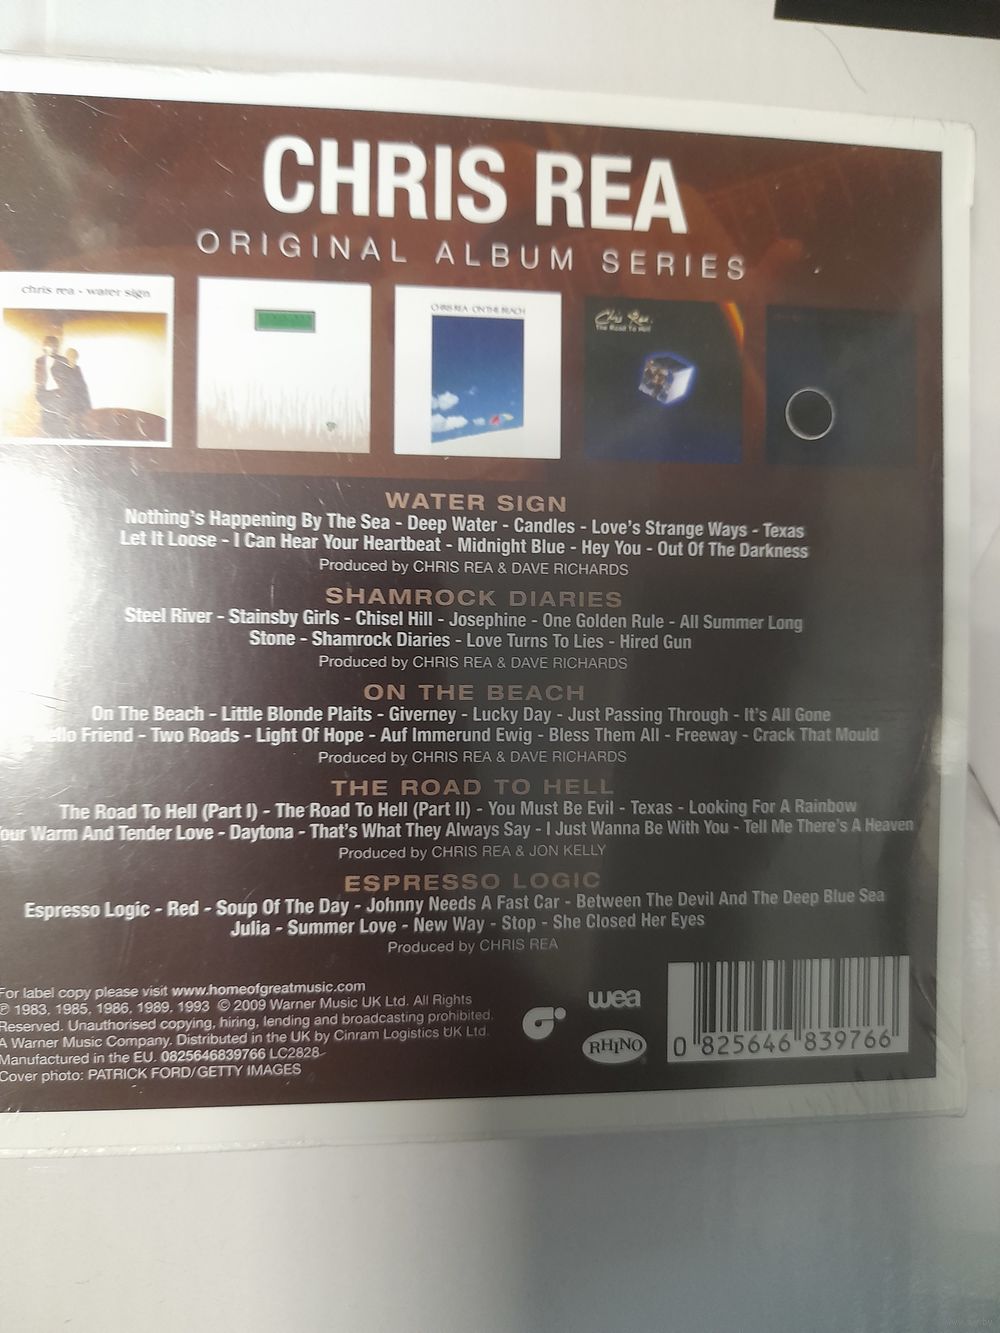 CHRIS REA
ORIGINAL ALBUM SERIES
chris rea - water sign
CHRIS REA · ON THE BEACH
Chris Rea
The Road To Hell
WATER SIGN
Nothing's Happening By The Sea - Deep Water - Candles - Love's Strange Ways - Texas
Let It Loose - I Can Hear Your Heartbeat - Midnight Blue - Hey You - Out Of The Darkness
Produced by CHRIS REA & DAVE RICHARDS
SHAMROCK DIARIES
Steel River - Stainsby Girls - Chisel Hill - Josephine - One Golden Rule - All Summer Long
Stone - Shamrock Diaries - Love Turns To Lies - Hired Gun
Produced by CHRIS REA & DAVE RICHARDS
ON THE BEACH
On The Beach - Little Blonde Plaits - Giverney - Lucky Day - Just Passing Through - It's All Gone
Hello Friend - Two Roads - Light Of Hope - Auf Immerund Ewig - Bless Them All - Freeway - Crack That Mould
Produced by CHRIS REA & DAVE RICHARDS
THE ROAD TO HELL
The Road To Hell (Part I) - The Road To Hell (Part II) - You Must Be Evil - Texas - Looking For A Rainbow
Your Warm And Tender Love - Daytona - That's What They Always Say - I Just Wanna Be With You - Tell Me There's A Heaven
Produced by CHRIS REA & JON KELLY
ESPRESSO LOGIC
Espresso Logic - Red - Soup Of The Day - Johnny Needs A Fast Car - Between The Devil And The Deep Blue Sea
Julia - Summer Love - New Way - Stop - She Closed Her Eyes
Produced by CHRIS REA
For label copy please visit www.homeofgreatmusic.com
℗ 1983, 1985, 1986, 1989, 1993 © 2009 Warner Music UK Ltd. All Rights
Reserved. Unauthorised copying, hiring, lending and broadcasting prohibited.
A Warner Music Company. Distributed in the UK by Cinram Logistics UK Ltd.
Manufactured in the EU. 0825646839766 LC2828
Cover photo: PATRICK FORD/GETTY IMAGES
wea
RHINO
0 825646 839766